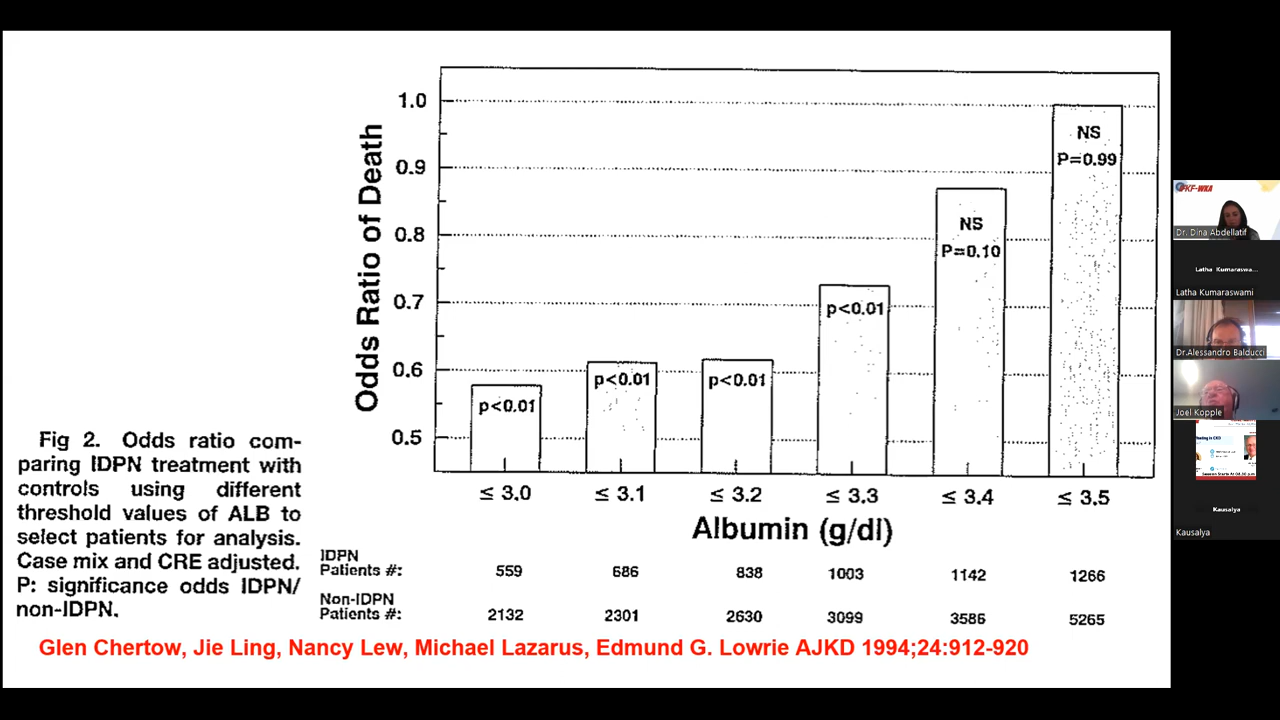 Odds Ratio of Death
1.0
0.9
0.8
0.7
0.6
0.5
p<0.01
p<0.01
p<0.01
p<0.01
NS
P=0.10
NS
P=0.99
≤ 3.0
≤ 3.1
≤ 3.2
≤ 3.3
≤ 3.4
≤ 3.5
Albumin (g/dl)
IDPN
Patients #: 559 686 838 1003 1142 1266
Non-IDPN
Patients #: 2132 2301 2630 3099 3586 5265
Fig 2. Odds ratio com-
paring IDPN treatment with
controls using different
threshold values of ALB to
select patients for analysis.
Case mix and CRE adjusted.
P: significance odds IDPN/
non-IDPN.
Glen Chertow, Jie Ling, Nancy Lew, Michael Lazarus, Edmund G. Lowrie AJKD 1994;24:912-920
IFKF-WKA
Dr. Dina Abdellatif
Latha Kumaraswa...
Latha Kumaraswami
Dr.Alessandro Balducci
Joel Kopple
Kausalya
Kausalya